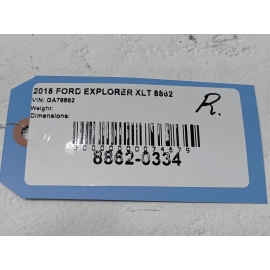 2018 FORD EXPLORER XLT 8862
VIN: GA78862
Weight:
Dimensions:
R.
8862-0334